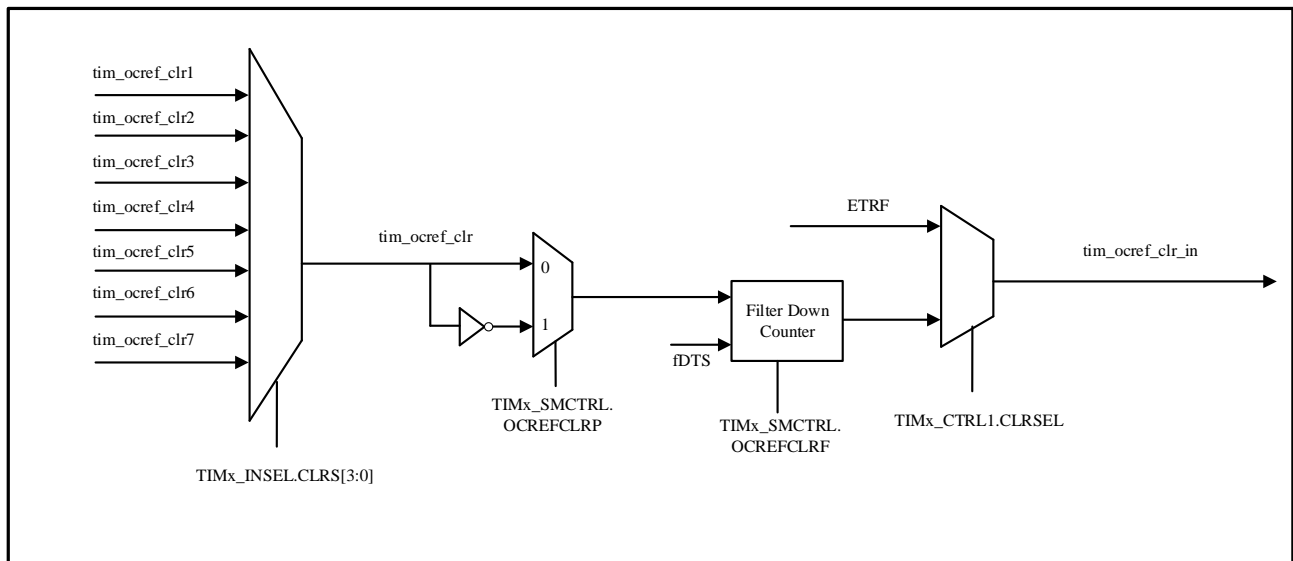 tim_ocref_clr1
tim_ocref_clr2
tim_ocref_clr3
tim_ocref_clr4
tim_ocref_clr5
tim_ocref_clr6
tim_ocref_clr7
TIMx_INSEL.CLRS[3:0]
tim_ocref_clr
0
1
TIMx_SMCTRL.
OCREFCLRP
fDTS
Filter Down
Counter
TIMx_SMCTRL.
OCREFCLRF
ETRF
TIMx_CTRL1.CLRSEL
tim_ocref_clr_in